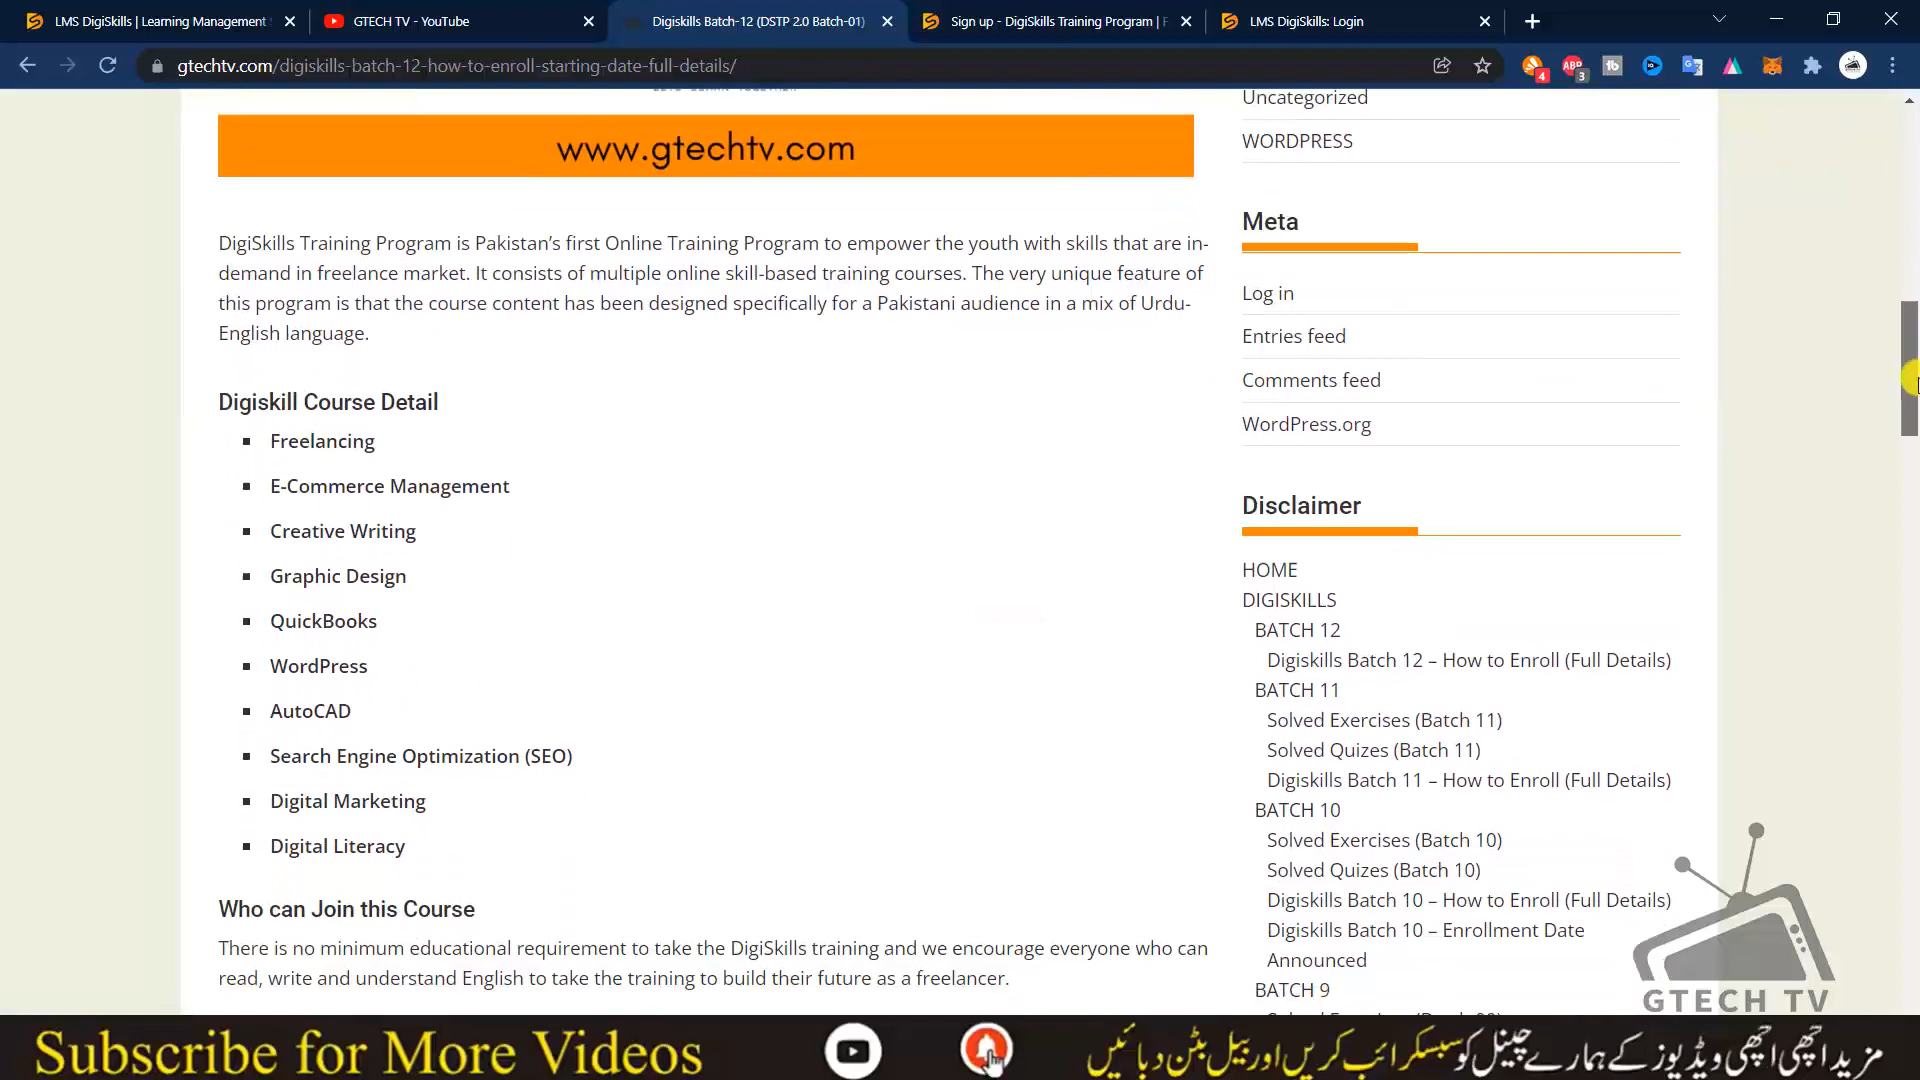 LMS DigiSkills | Learning Management
GTECH TV - YouTube
Digiskills Batch-12 (DSTP 2.0 Batch-01)
Sign up - DigiSkills Training Program | F
LMS DigiSkills: Login
gtechtv.com/digiskills-batch-12-how-to-enroll-starting-date-full-details/
4
ABP
3
www.gtechtv.com
DigiSkills Training Program is Pakistan’s first Online Training Program to empower the youth with skills that are in-
demand in freelance market. It consists of multiple online skill-based training courses. The very unique feature of
this program is that the course content has been designed specifically for a Pakistani audience in a mix of Urdu-
English language.
Digiskill Course Detail
Freelancing
E-Commerce Management
Creative Writing
Graphic Design
QuickBooks
WordPress
AutoCAD
Search Engine Optimization (SEO)
Digital Marketing
Digital Literacy
Who can Join this Course
There is no minimum educational requirement to take the DigiSkills training and we encourage everyone who can
read, write and understand English to take the training to build their future as a freelancer.
Uncategorized
WORDPRESS
Meta
Log in
Entries feed
Comments feed
WordPress.org
Disclaimer
HOME
DIGISKILLS
BATCH 12
Digiskills Batch 12 – How to Enroll (Full Details)
BATCH 11
Solved Exercises (Batch 11)
Solved Quizes (Batch 11)
Digiskills Batch 11 – How to Enroll (Full Details)
BATCH 10
Solved Exercises (Batch 10)
Solved Quizes (Batch 10)
Digiskills Batch 10 – How to Enroll (Full Details)
Digiskills Batch 10 – Enrollment Date
Announced
BATCH 9
GTECH TV
Subscribe for More Videos
مزید اچھی اچھی ویڈیوز کے ہمارے چینل کو سبسکرائب کریں اور بیل بٹن دبائیں